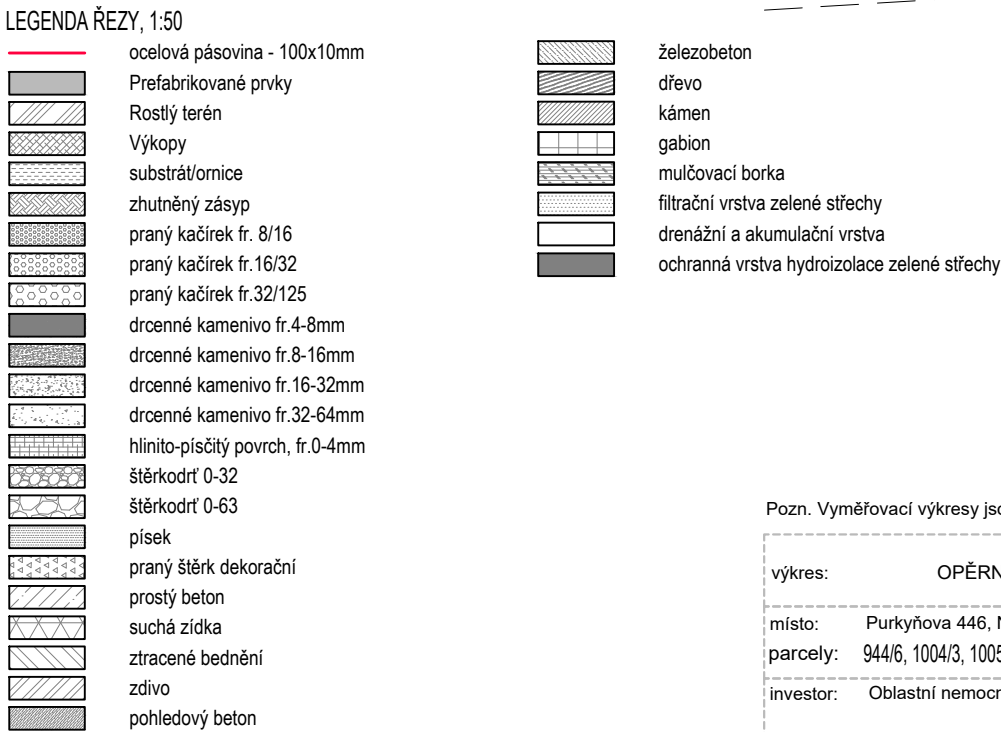 LEGENDA ŘEZY, 1:50
ocelová pásovina - 100x10mm
Prefabrikované prvky
Rostlý terén
Výkopy
substrát/ornice
zhutněný zásyp
praný kačírek fr. 8/16
praný kačírek fr.16/32
praný kačírek fr.32/125
drcenné kamenivo fr.4-8mm
drcenné kamenivo fr.8-16mm
drcenné kamenivo fr.16-32mm
drcenné kamenivo fr.32-64mm
hlinito-písčitý povrch, fr.0-4mm
štěrkodrť 0-32
štěrkodrť 0-63
písek
praný štěrk dekorační
prostý beton
suchá zídka
ztracené bednění
zdivo
pohledový beton
železobeton
dřevo
kámen
gabion
mulčovací borka
filtrační vrstva zelené střechy
drenážní a akumulační vrstva
ochranná vrstva hydroizolace zelené střechy
Pozn. Vyměřovací výkresy jso
výkres: OPĚRN
místo: Purkyňova 446, N
parcely: 944/6, 1004/3, 1005
investor: Oblastní nemocr